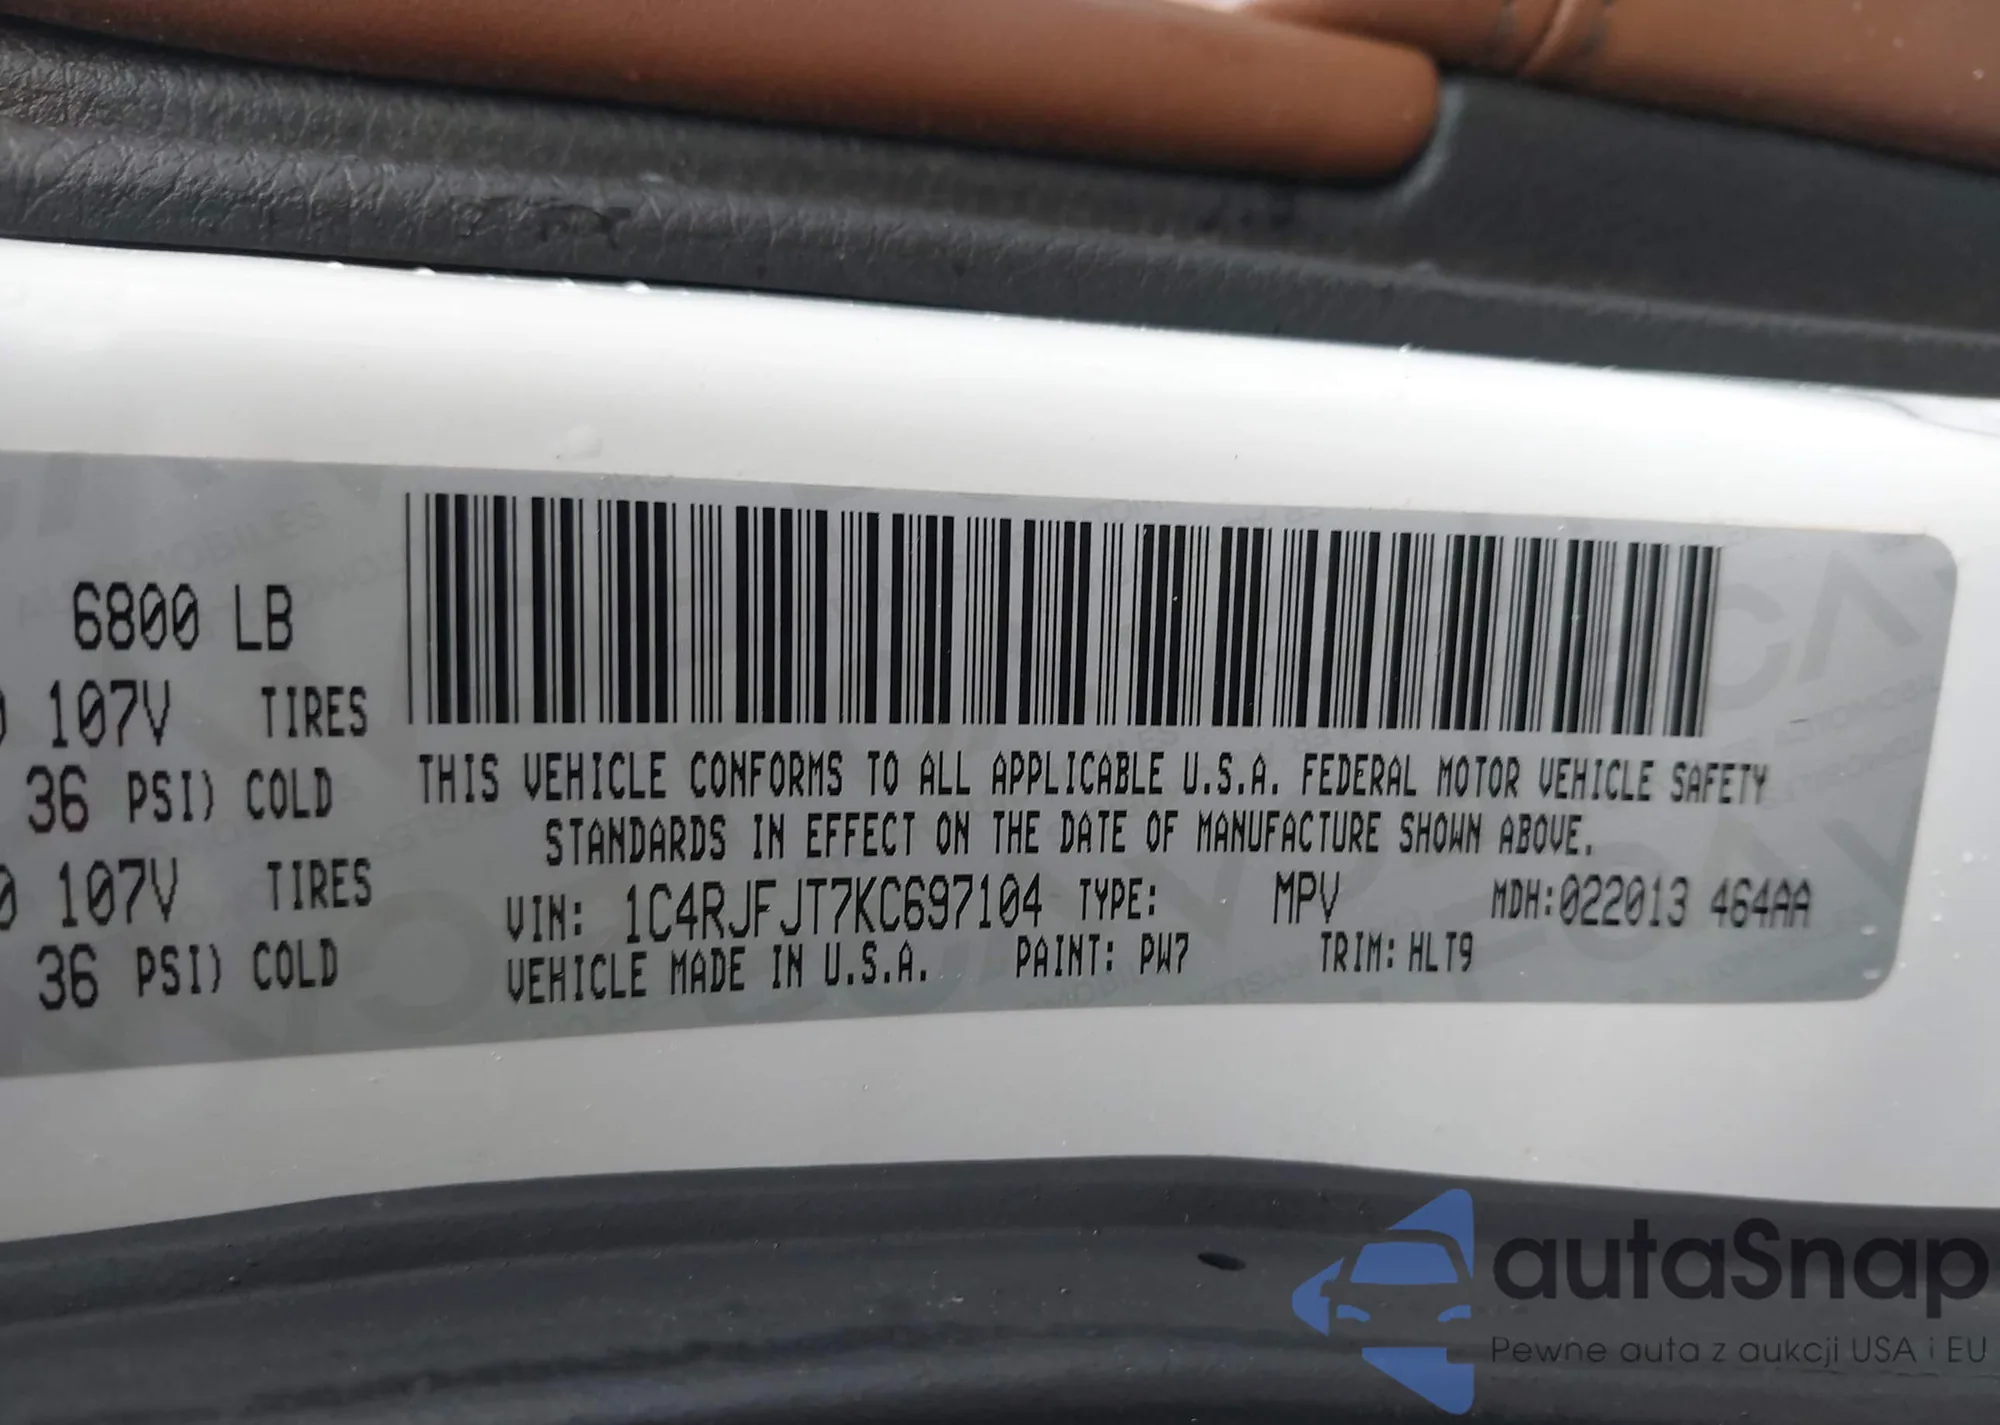 6800 LB
107V TIRES
36 PSI) COLD
0 107V TIRES
36 PSI) COLD
THIS VEHICLE CONFORMS TO ALL APPLICABLE U.S.A. FEDERAL MOTOR VEHICLE SAFETY
STANDARDS IN EFFECT ON THE DATE OF MANUFACTURE SHOWN ABOVE.
VIN: 1C4RJFJT7KC697104 TYPE: MPV MDH:022013 464AA
VEHICLE MADE IN U.S.A. PAINT: PW7 TRIM: HLT9
autaSnap
Pewne auta z aukcji USA i EU